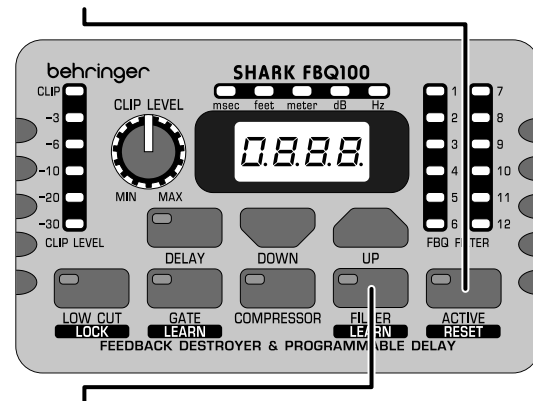 behringer
SHARK FBQ100
CLIP
-3
-6
-10
-20
-30
CLIP LEVEL
CLIP LEVEL
MIN MAX
msec feet meter dB Hz
0.8.8.8.
1 7
2 8
3 9
4 10
5 11
6 12
FBQ FILTER
DELAY DOWN UP
LOW CUT GATE COMPRESSOR FILTER ACTIVE
LOCK LEARN LEARN RESET
FEEDBACK DESTROYER & PROGRAMMABLE DELAY